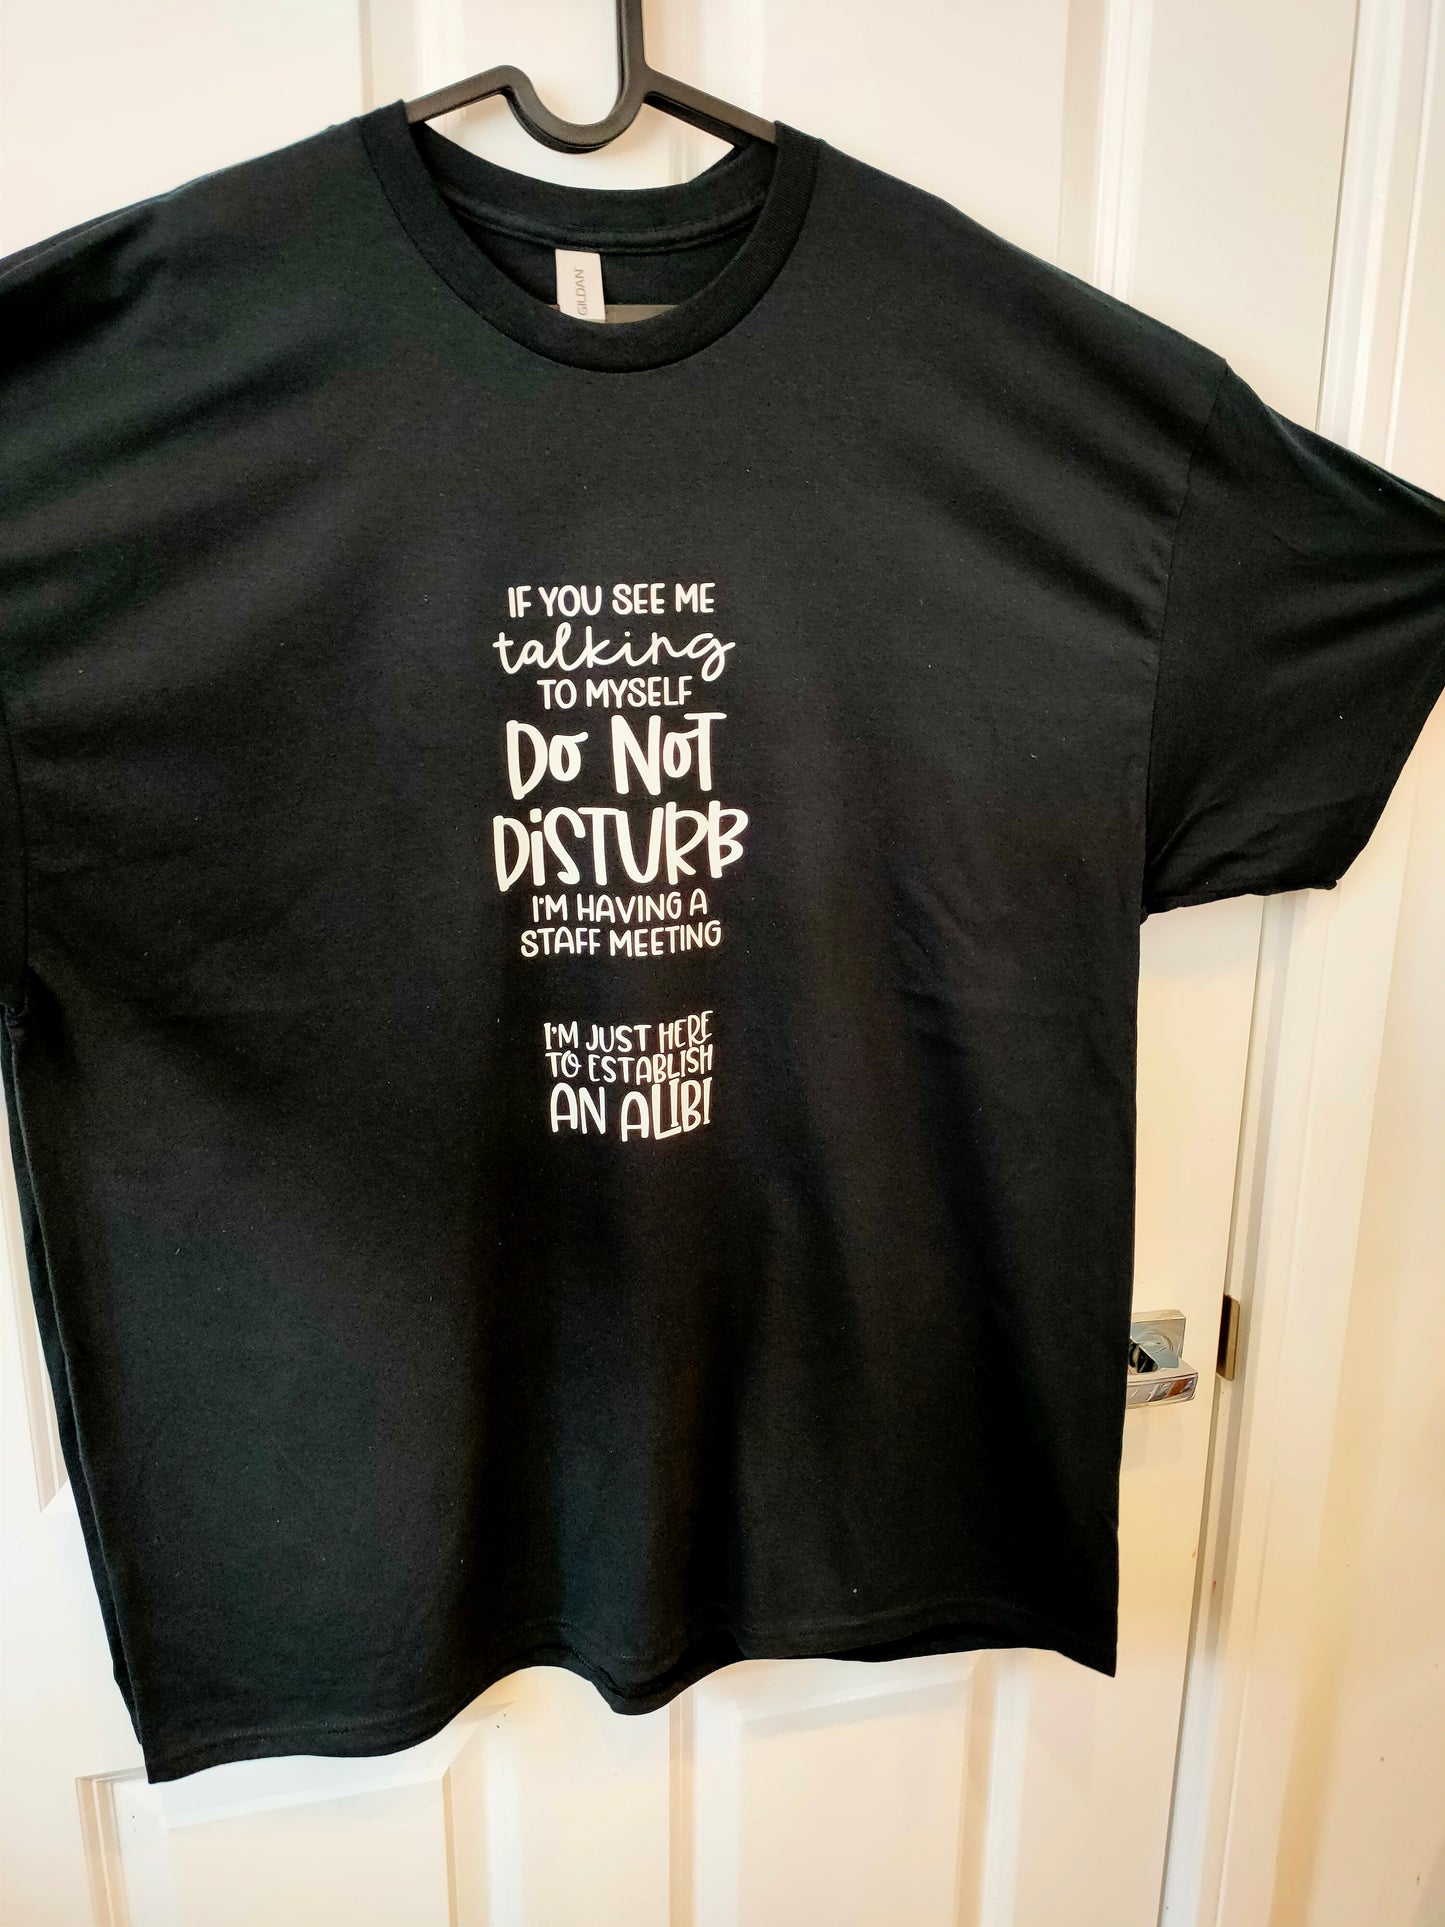 GILDAN
IF YOU SEE ME
talking
TO MYSELF
DO NOT
DiSTURB
I'M HAVING A
STAFF MEETING
I'M JUST HERE
TO ESTABLISH
AN ALIBI